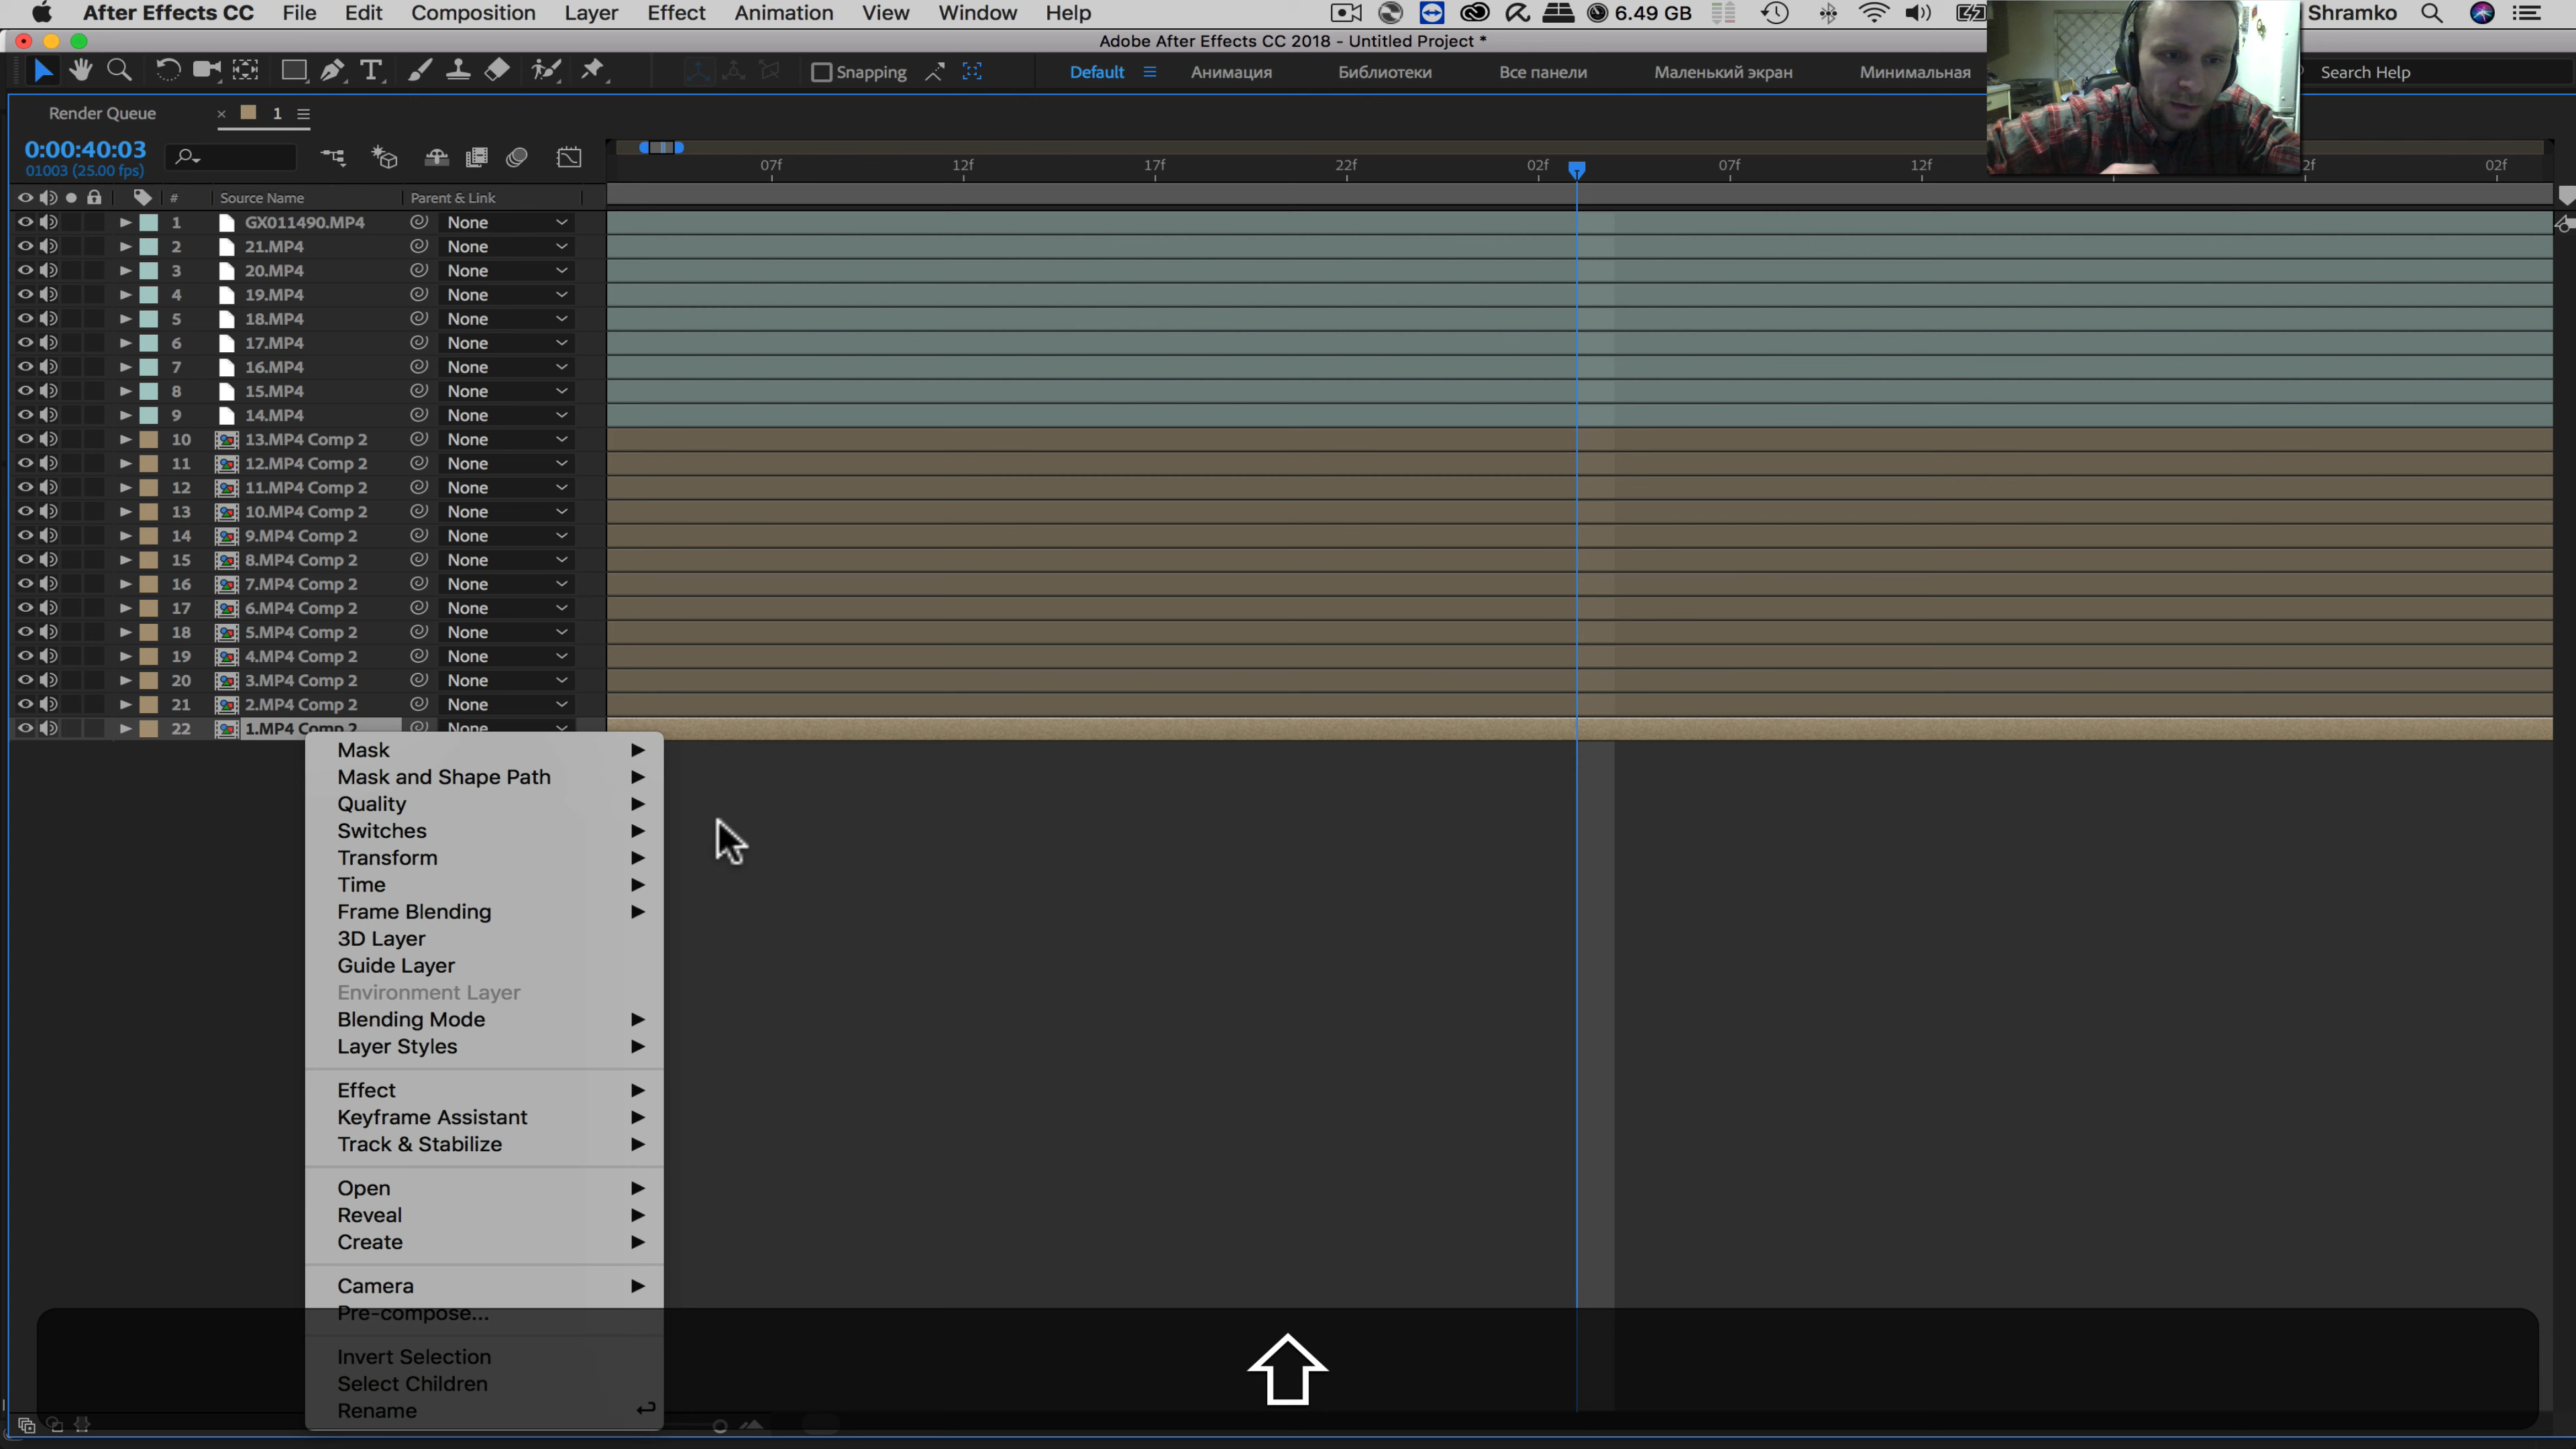 After Effects CC File Edit Composition Layer Effect Animation View Window Help 6.49 GB Shramko
Adobe After Effects CC 2018 - Untitled Project *
Snapping Default Анимация Библиотеки Все панели Маленький экран Минимальная Search Help
Render Queue × 1
0:00:40:03
01003 (25.00 fps)
07f 12f 17f 22f 02f 07f 12f 2f 02f
# Source Name Parent & Link
1 GX011490.MP4 None
2 21.MP4 None
3 20.MP4 None
4 19.MP4 None
5 18.MP4 None
6 17.MP4 None
7 16.MP4 None
8 15.MP4 None
9 14.MP4 None
10 13.MP4 Comp 2 None
11 12.MP4 Comp 2 None
12 11.MP4 Comp 2 None
13 10.MP4 Comp 2 None
14 9.MP4 Comp 2 None
15 8.MP4 Comp 2 None
16 7.MP4 Comp 2 None
17 6.MP4 Comp 2 None
18 5.MP4 Comp 2 None
19 4.MP4 Comp 2 None
20 3.MP4 Comp 2 None
21 2.MP4 Comp 2 None
22 1.MP4 Comp 2 None
Mask
Mask and Shape Path
Quality
Switches
Transform
Time
Frame Blending
3D Layer
Guide Layer
Environment Layer
Blending Mode
Layer Styles
Effect
Keyframe Assistant
Track & Stabilize
Open
Reveal
Create
Camera
Pre-compose...
Invert Selection
Select Children
Rename